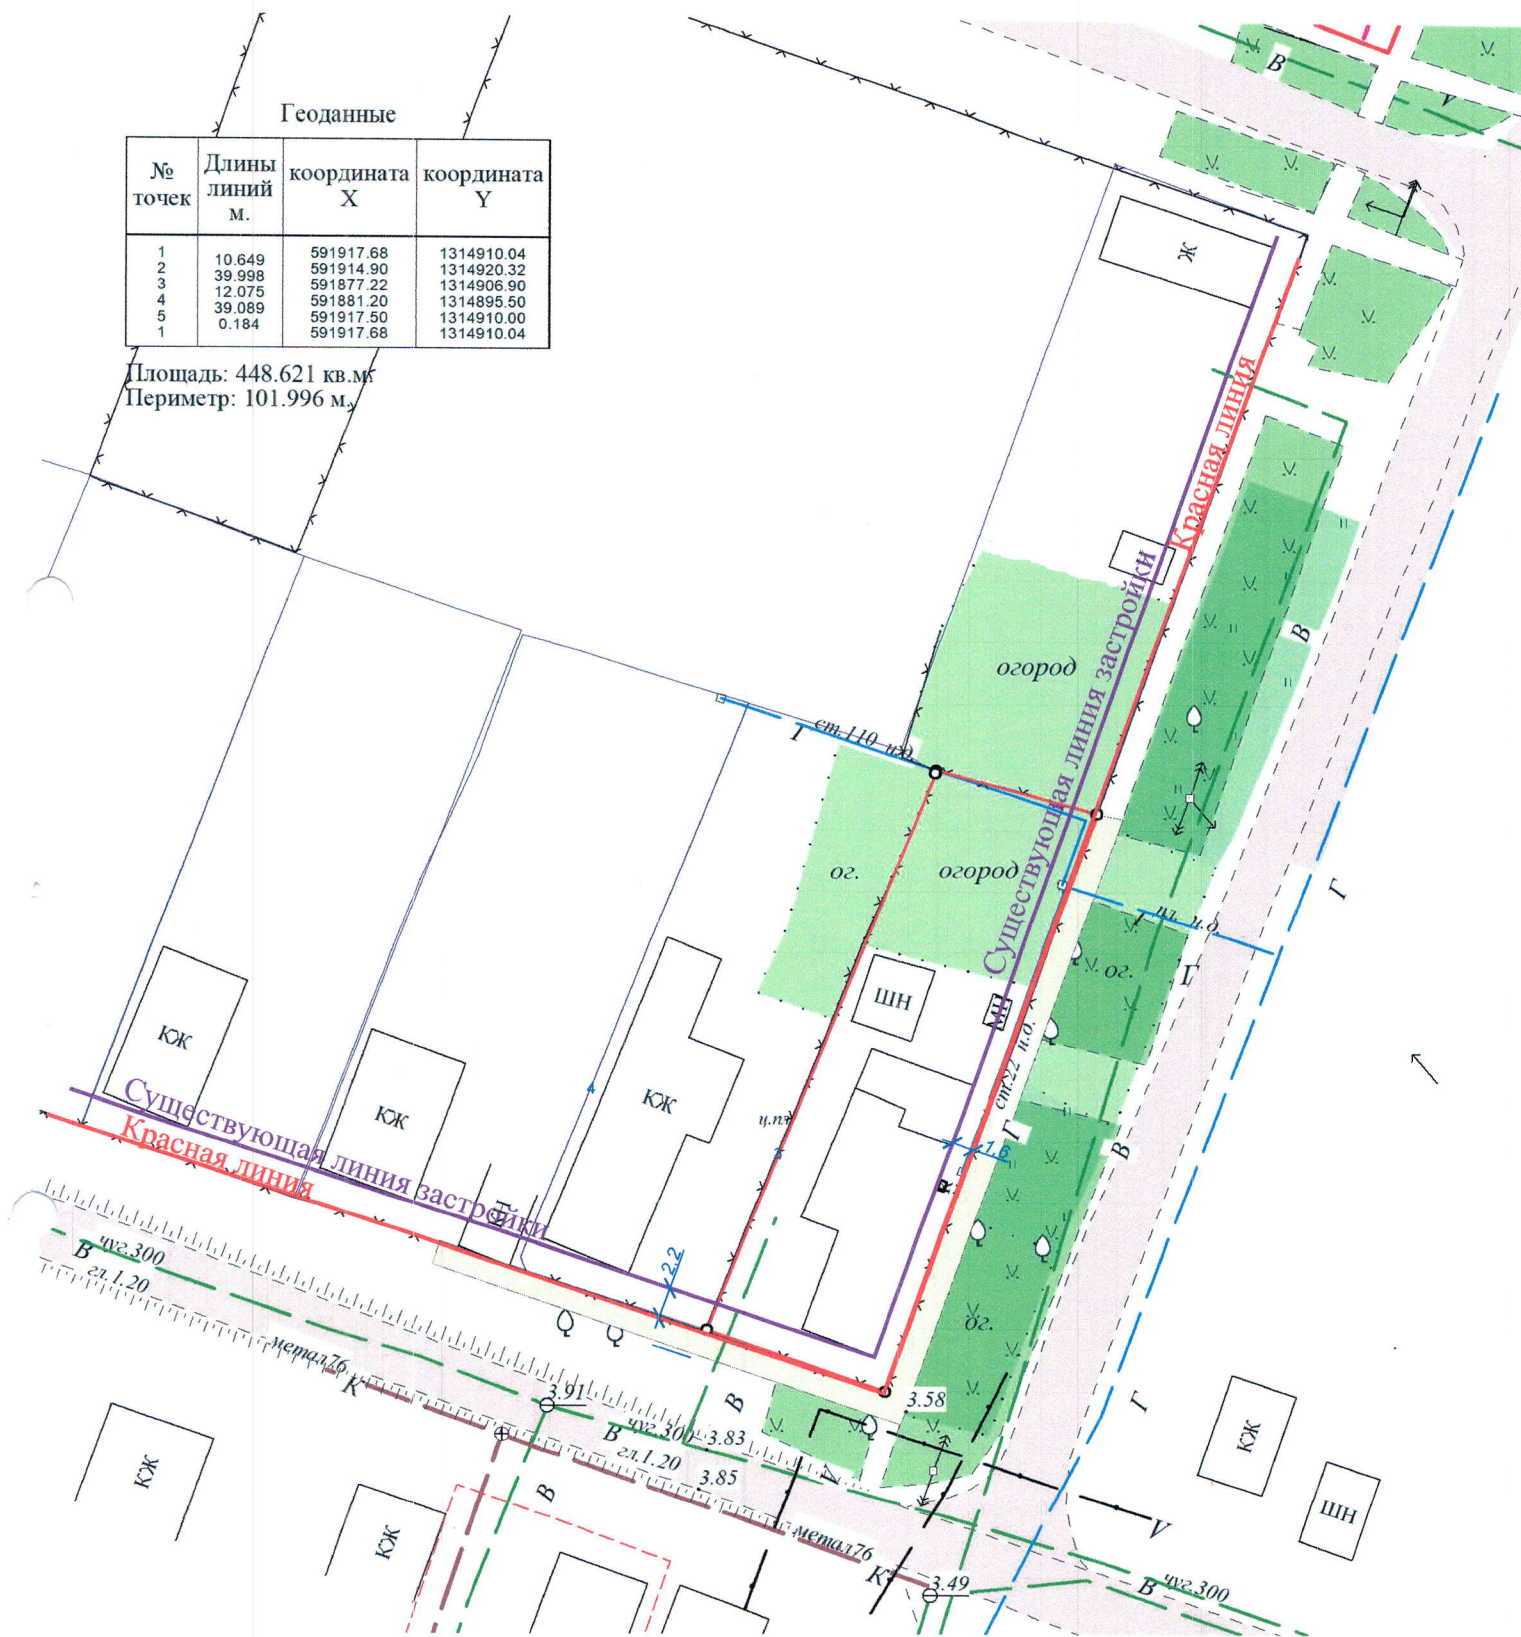 Геоданные
№ точек Длины линий м. координата X координата Y
1 591917.68 1314910.04
10.649
2 591914.90 1314920.32
39.998
3 591877.22 1314906.90
12.075
4 591881.20 1314895.50
39.089
5 591917.50 1314910.00
0.184
1 591917.68 1314910.04
Площадь: 448.621 кв.м.
Периметр: 101.996 м.
В
Ж
Красная линия
Существующая линия застройки
огород
В
ст.110 н.д.
Г
ог.
огород
Г
пл. н.д.
ог.
Г
ШН
МН
ст.22 н.д.
КЖ
КЖ
КЖ
ц.пл
Г
1,6
В
Существующая линия застройки
Красная линия
КН
2,2
В
чуг.300
гл.1.20
ог.
метал76
К
3.91
В
3.58
Г
чуг.300
В
гл.1.20
3.83
3.85
V
КЖ
КЖ
В
КЖ
ШН
V
метал76
К
3.49
В
чуг.300